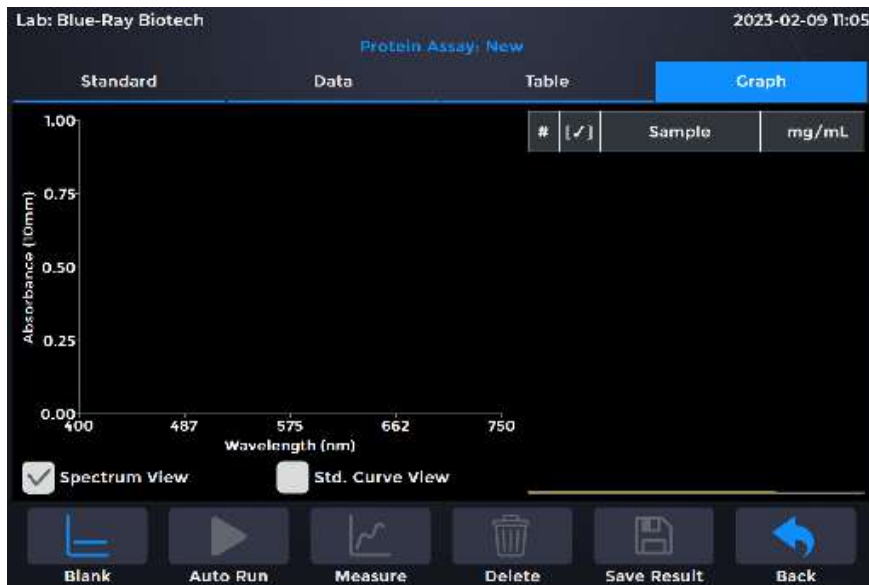 Lab: Blue-Ray Biotech 2023-02-09 11:05
Protein Assay: New
Standard Data Table Graph
# [✓] Sample mg/mL
Absorbance (10mm)
1.00
0.75
0.50
0.25
0.00
400 487 575 662 750
Wavelength (nm)
Spectrum View Std. Curve View
Blank Auto Run Measure Delete Save Result Back